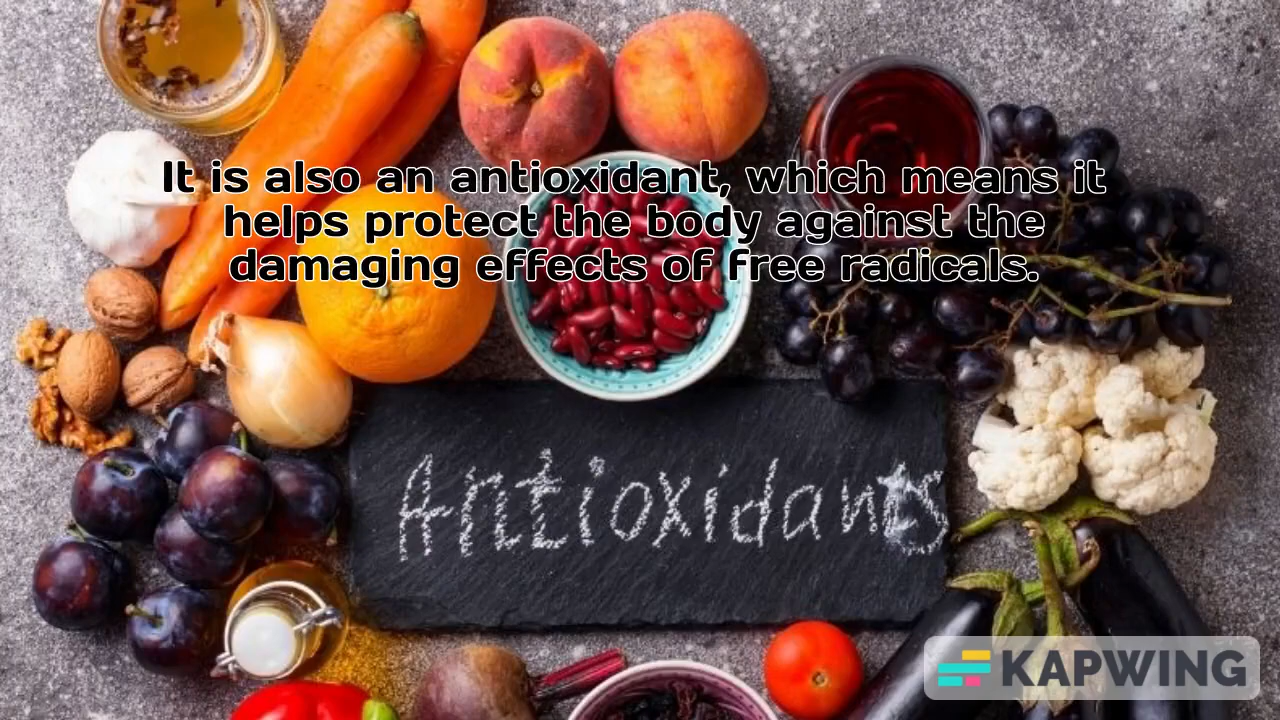 It is also an antioxidant, which means it
helps protect the body against the
damaging effects of free radicals.
Antioxidants
KAPWING